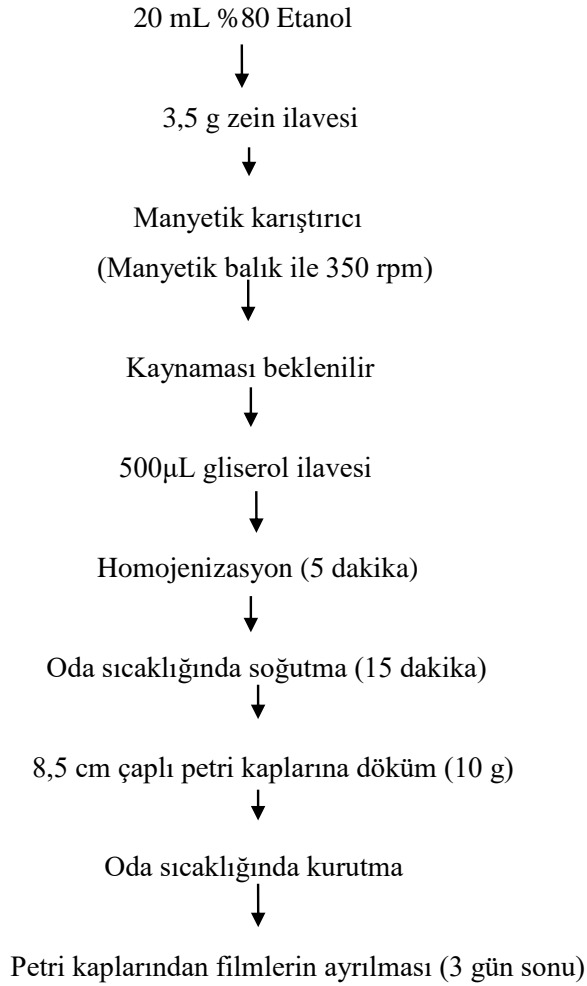 20 mL %80 Etanol
3,5 g zein ilavesi
Manyetik karıştırıcı
(Manyetik balık ile 350 rpm)
Kaynaması beklenilir
500µL gliserol ilavesi
Homojenizasyon (5 dakika)
Oda sıcaklığında soğutma (15 dakika)
8,5 cm çaplı petri kaplarına döküm (10 g)
Oda sıcaklığında kurutma
Petri kaplarından filmlerin ayrılması (3 gün sonu)